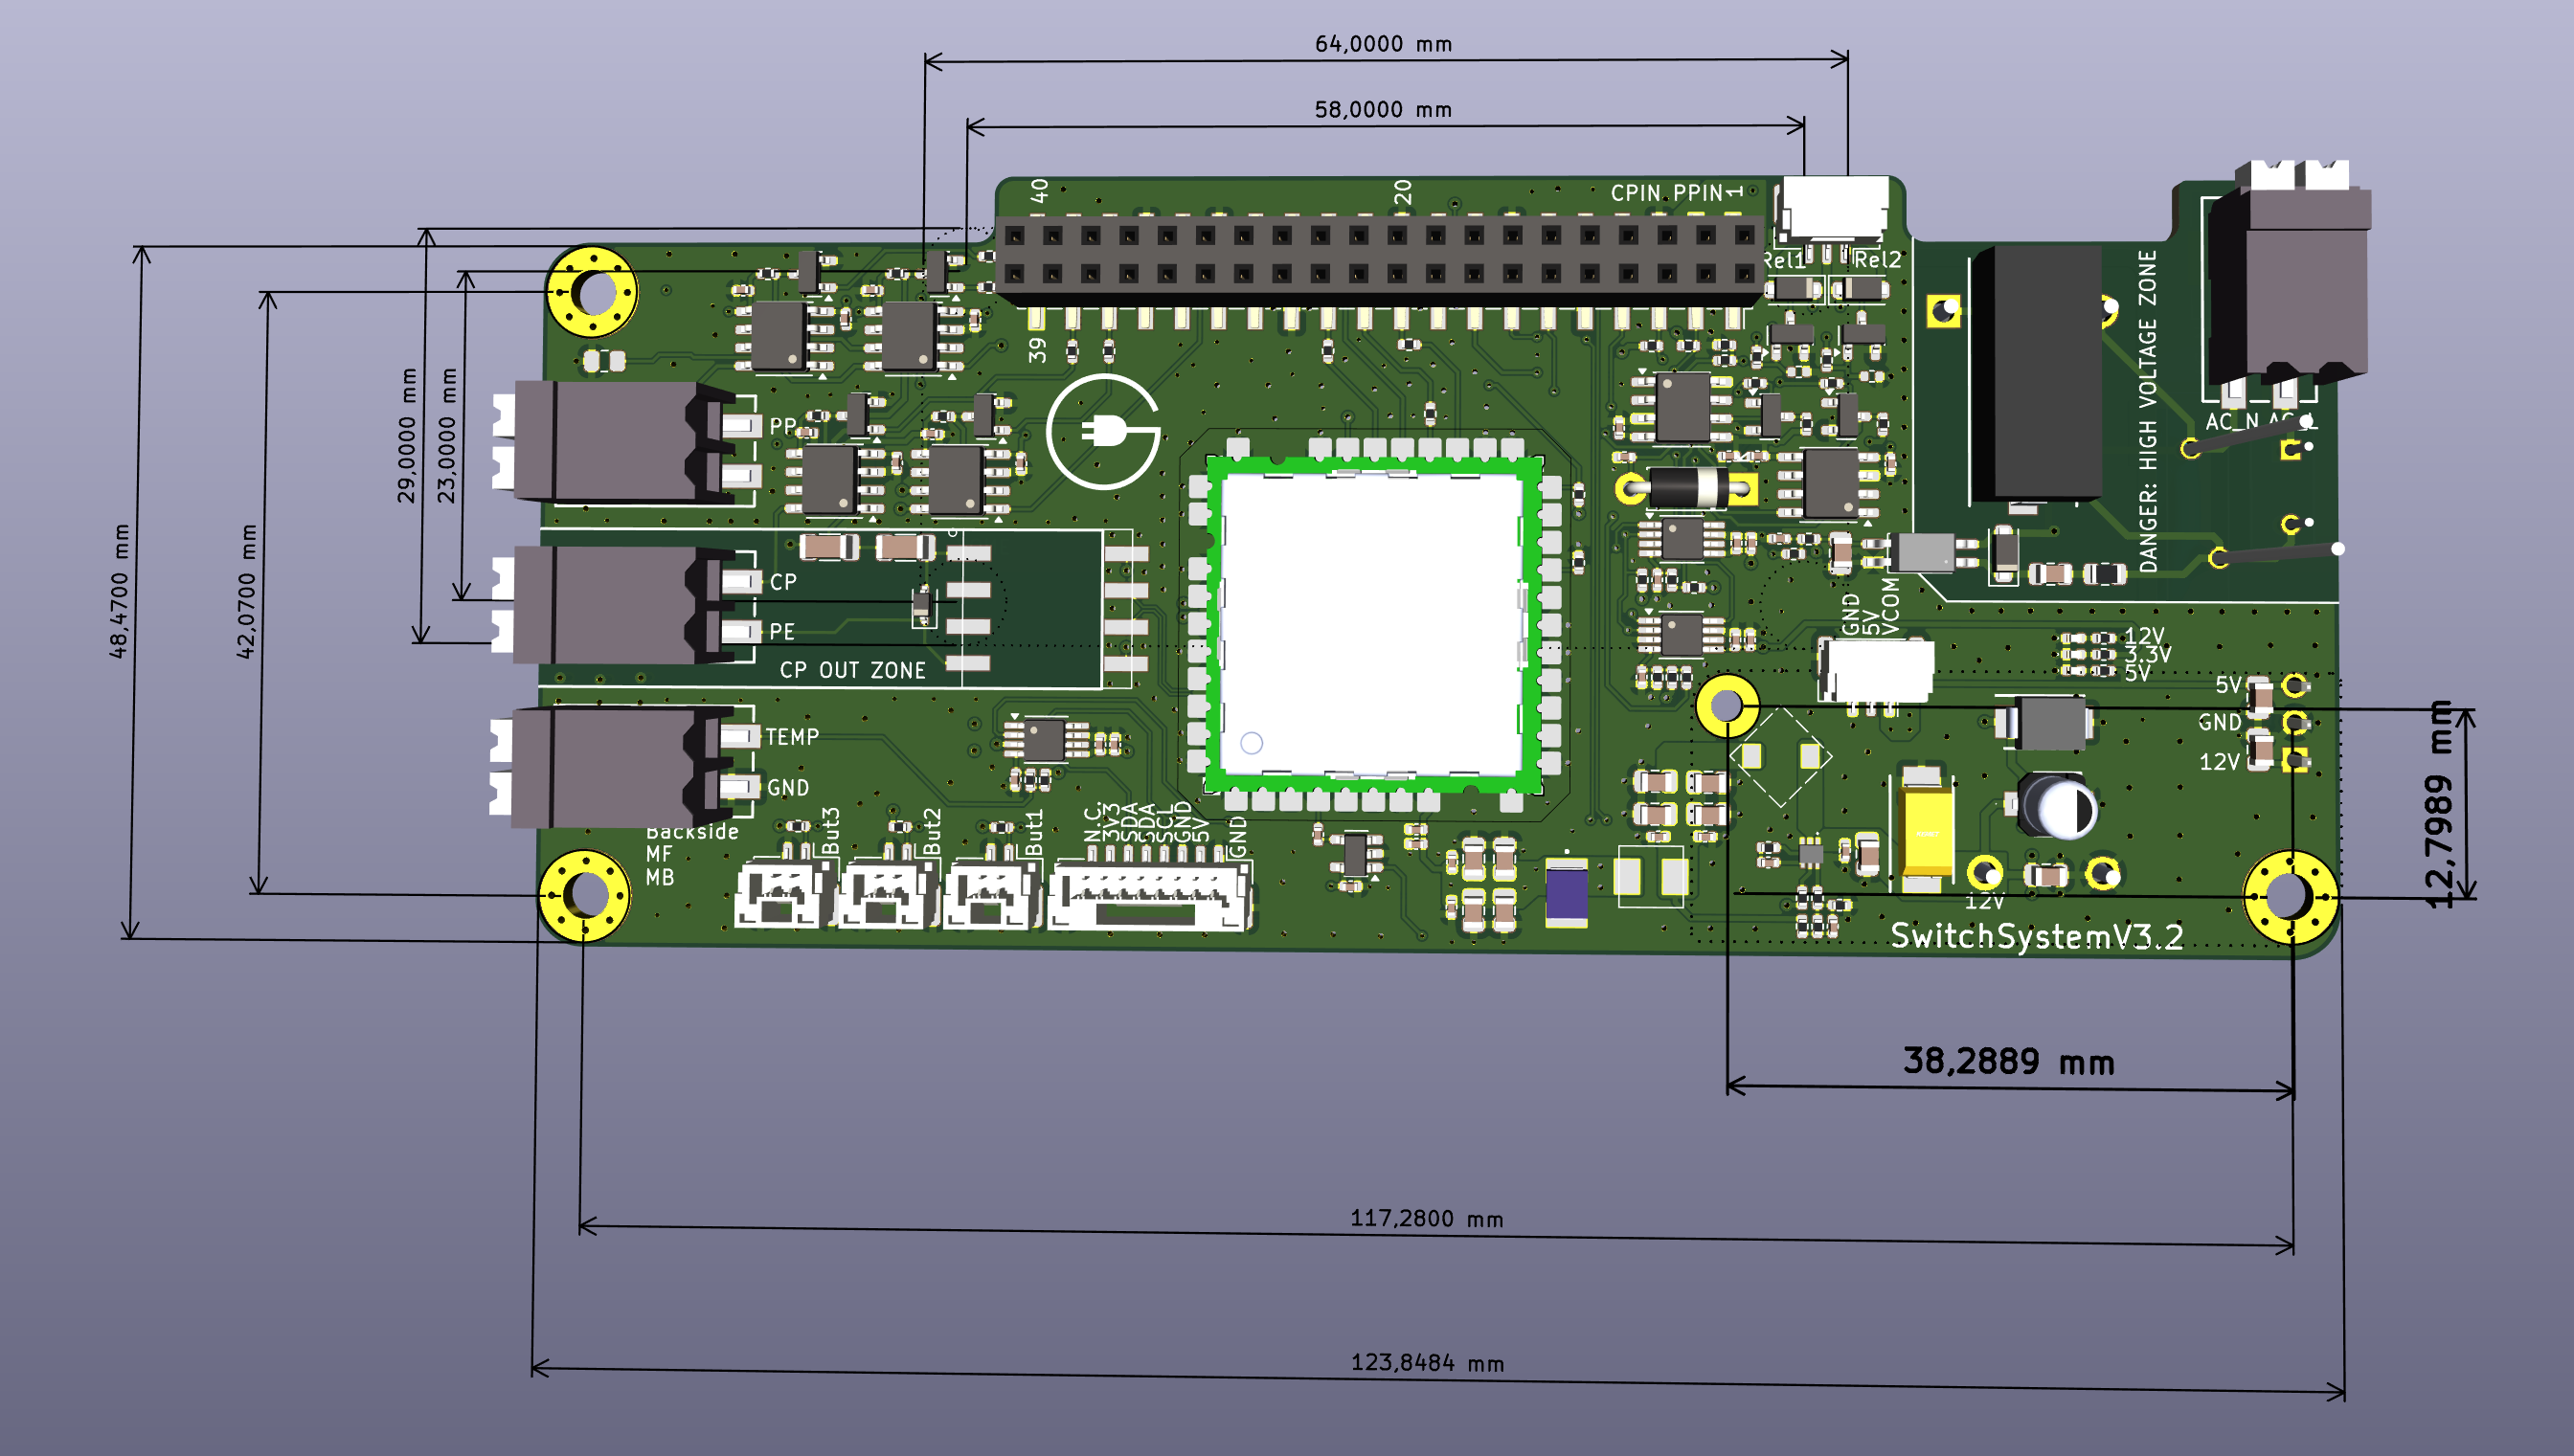 64,0000 mm
58,0000 mm
40
20
CPIN PPIN 1
Rel1
Rel2
39
DANGER: HIGH VOLTAGE ZONE
29,0000 mm
23,0000 mm
48,4700 mm
42,0700 mm
PP
AC_N
CP
PE
CP OUT ZONE
GND
5V
VCOM
12V
3.3V
5V
5V
GND
12V
TEMP
GND
Backside
MF
MB
But3
But2
But1
N.C.
3V3
SDA
SDA
SCL
GND
5V
GND
12V
SwitchSystemV3.2
12,7989 mm
38,2889 mm
117,2800 mm
123,8484 mm